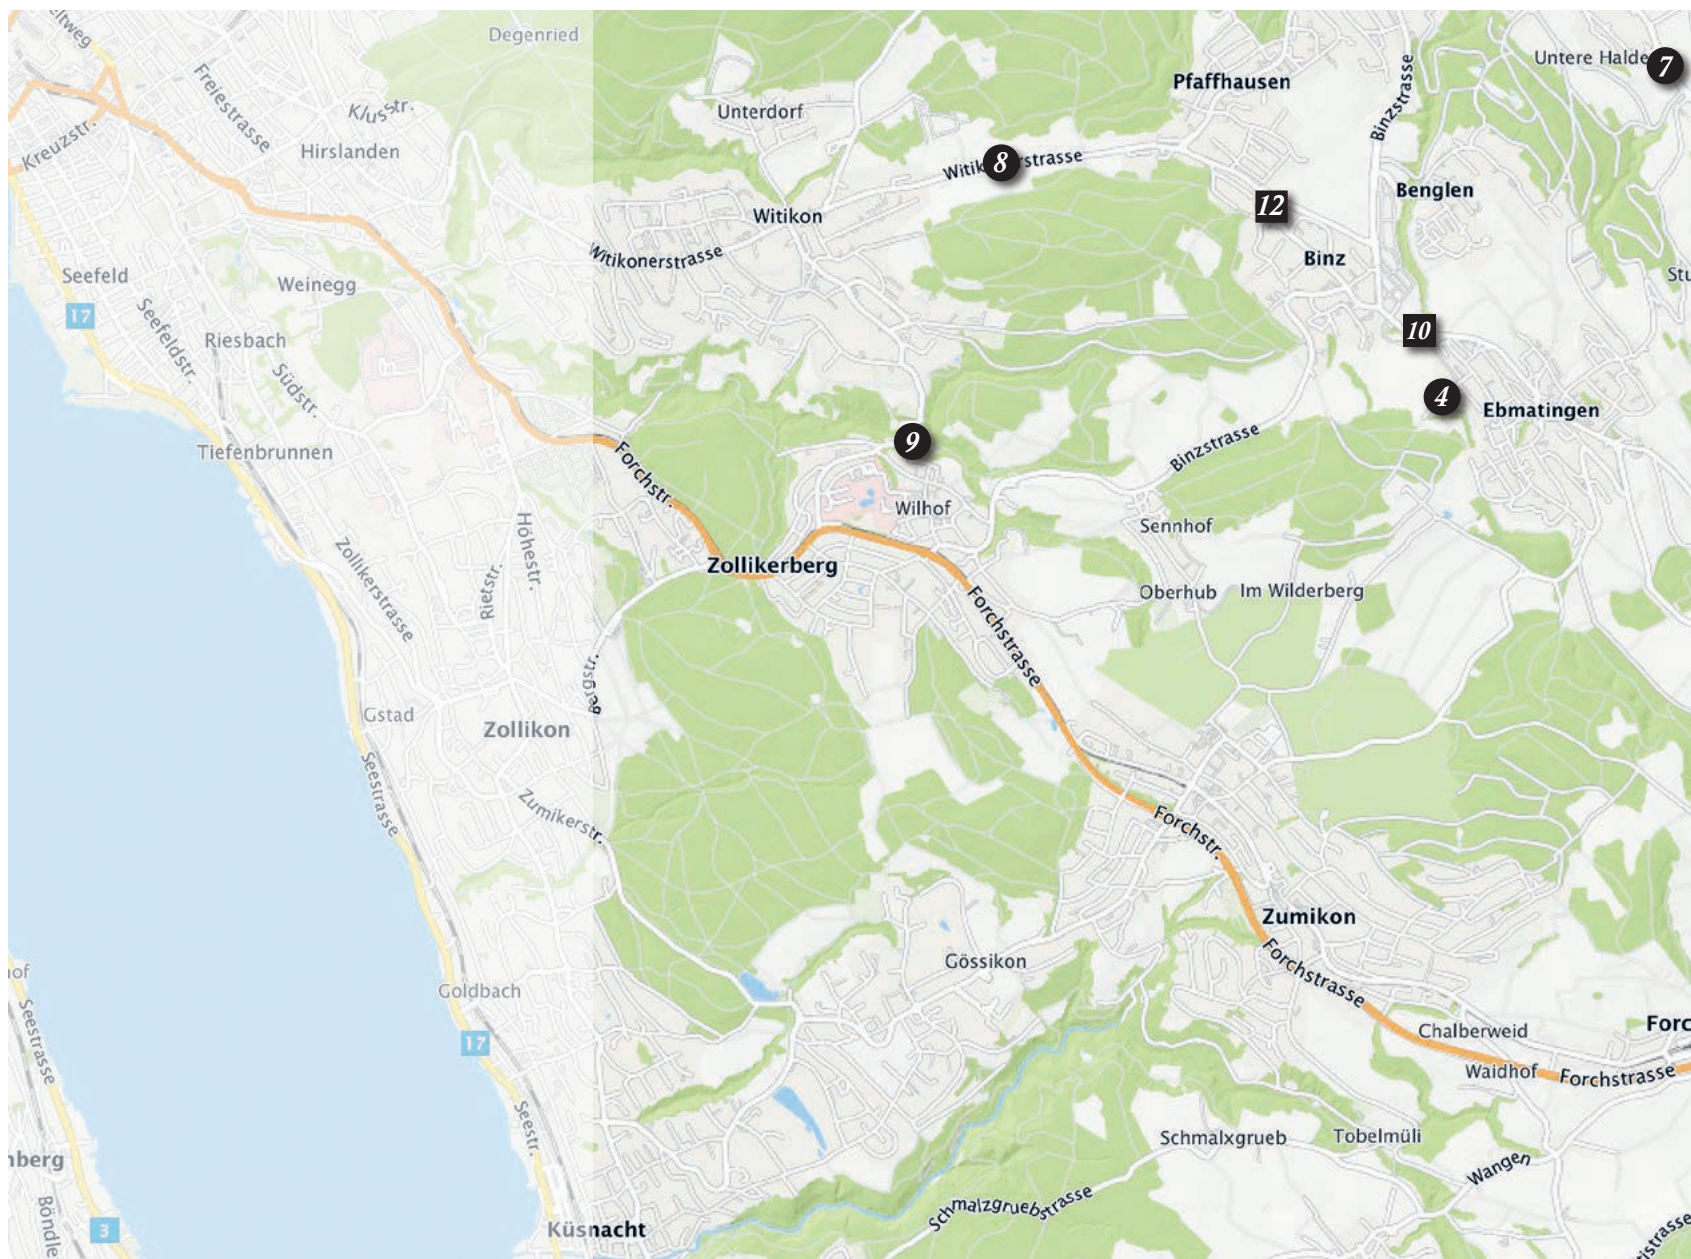 Degenried
Freiestrasse
Klusstr.
Kreuzstr.
Hirslanden
Unterdorf
Pfaffhausen
Binzstrasse
Untere Halde
7
8
Witikon
Witikonerstrasse
12
Benglen
Binz
Seefeld
17
Weinegg
Seefeldstr.
Riesbach
Südstr.
10
4
Ebmatingen
Tiefenbrunnen
9
Forchstr.
Binzstrasse
Wilhof
Sennhof
Höhestr.
Zollikerstrasse
Rietstr.
Zollikerberg
Forchstrasse
Oberhub
Im Wilderberg
Bergstr.
Gstad
Zollikon
Seestrasse
Zumikerstr.
Forchstr.
Zumikon
Forchstrasse
Gössikon
Goldbach
17
Seestrasse
Chalberweid
Waidhof
Forchstrasse
Seestr.
Schmalxgrueb
Tobelmüli
Wangen
Schmalzgruebstrasse
Küsnacht
3